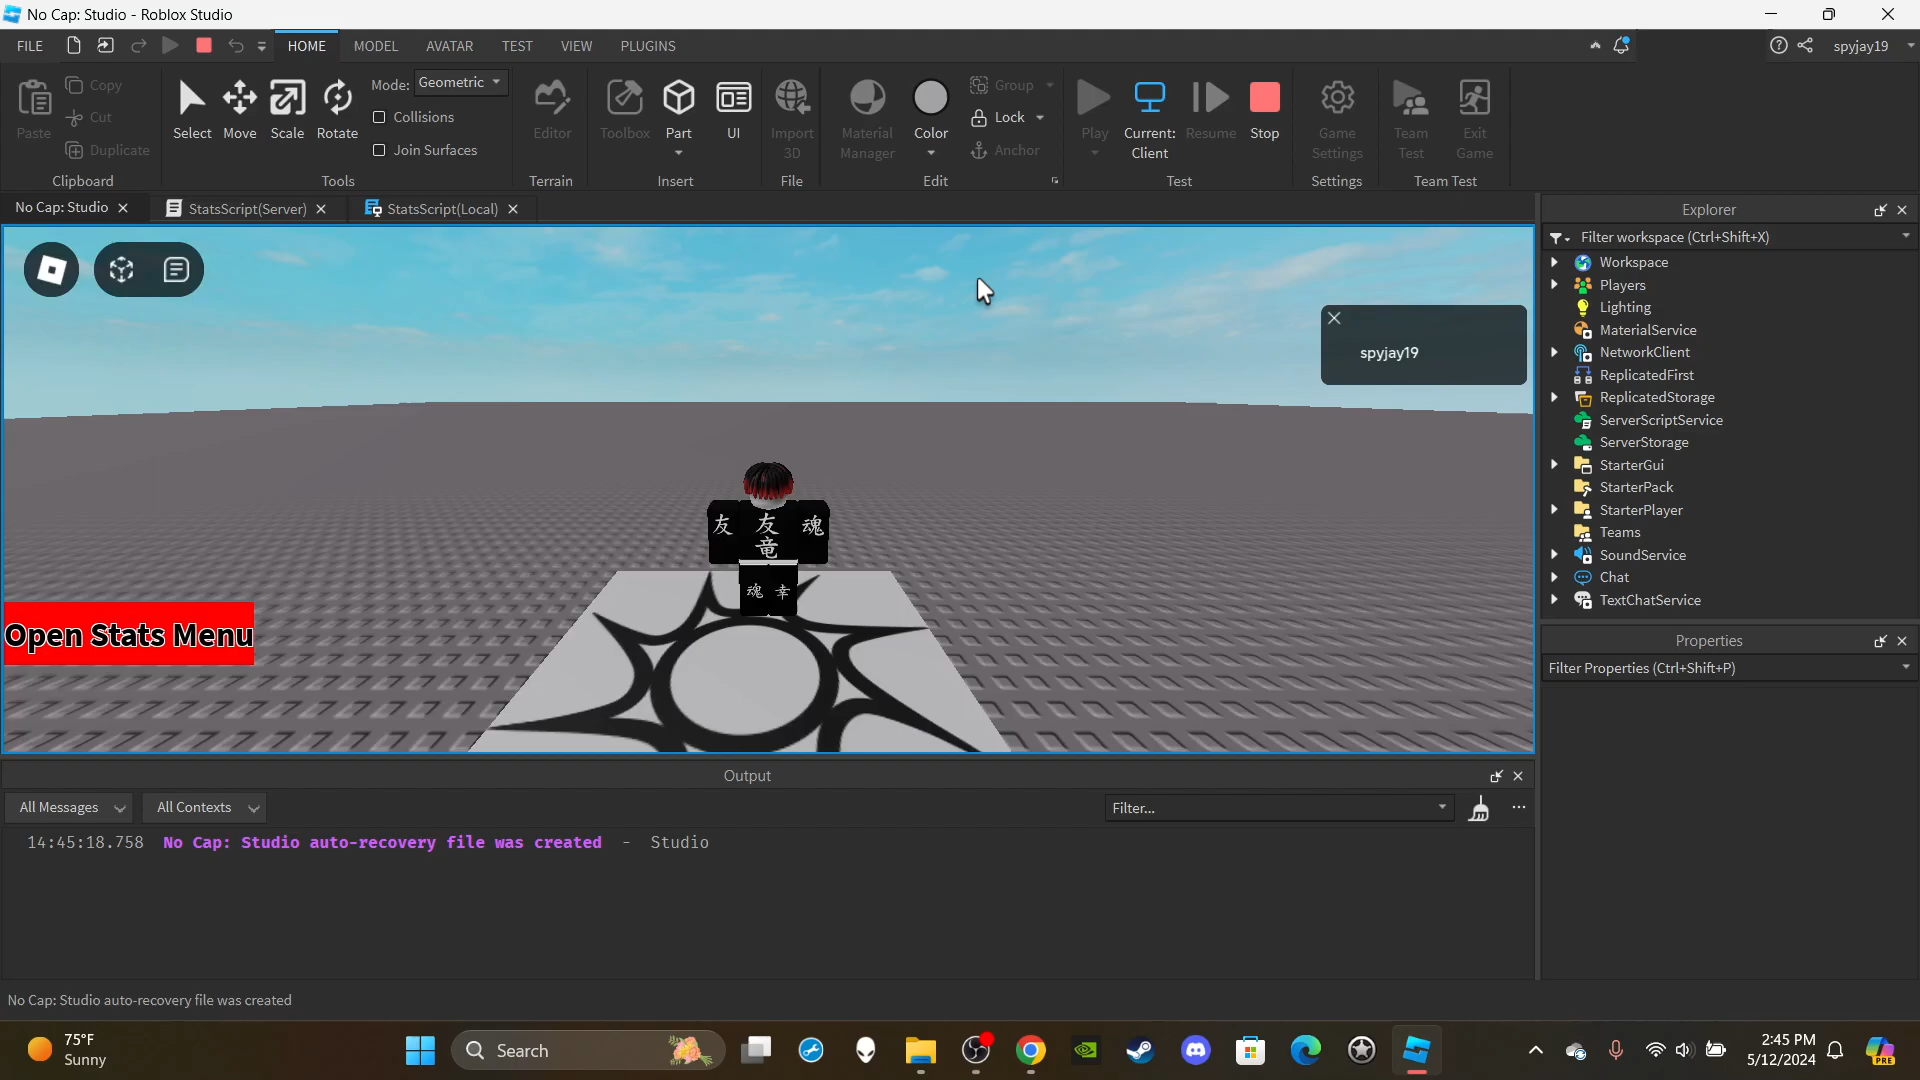 No Cap: Studio - Roblox Studio
FILE
HOME
MODEL
AVATAR
TEST
VIEW
PLUGINS
spyjay19
Paste
Copy
Cut
Duplicate
Clipboard
Select
Move
Scale
Rotate
Mode: Geometric
Collisions
Join Surfaces
Tools
Editor
Terrain
Toolbox
Part
UI
Insert
Import
3D
File
Material
Manager
Color
Group
Lock
Anchor
Edit
Play
Current:
Client
Resume
Stop
Test
Game
Settings
Settings
Team
Test
Exit
Game
Team Test
No Cap: Studio
StatsScript(Server)
StatsScript(Local)
spyjay19
友 友 魂
竜
魂 幸
Open Stats Menu
Explorer
Filter workspace (Ctrl+Shift+X)
Workspace
Players
Lighting
MaterialService
NetworkClient
ReplicatedFirst
ReplicatedStorage
ServerScriptService
ServerStorage
StarterGui
StarterPack
StarterPlayer
Teams
SoundService
Chat
TextChatService
Properties
Filter Properties (Ctrl+Shift+P)
Output
All Messages
All Contexts
Filter...
14:45:18.758 No Cap: Studio auto-recovery file was created - Studio
No Cap: Studio auto-recovery file was created
75°F
Sunny
Search
2:45 PM
5/12/2024
PRE